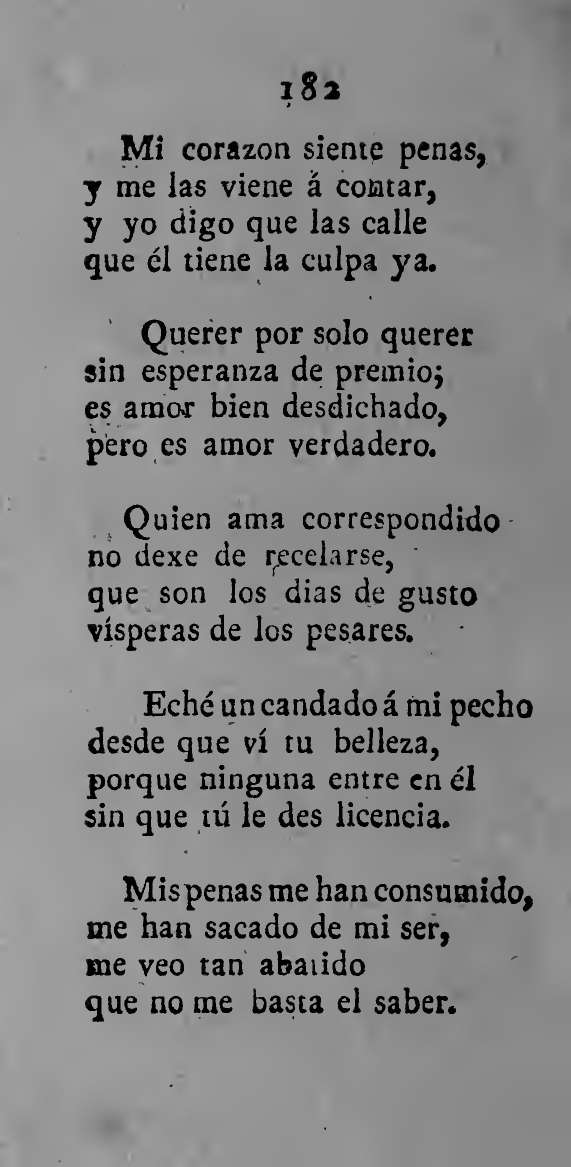 182
Mi corazon siente penas,
y me las viene á contar,
y yo digo que las calle
que él tiene la culpa ya.
Querer por solo querer
sin esperanza de premio;
es amor bien desdichado,
pero es amor verdadero.
Quien ama correspondido
no dexe de recelarse,
que son los dias de gusto
vísperas de los pesares.
Eché un candado á mi pecho
desde que ví tu belleza,
porque ninguna entre en él
sin que tú le des licencia.
Mis penas me han consumido,
me han sacado de mi ser,
me veo tan abatido
que no me basta el saber.